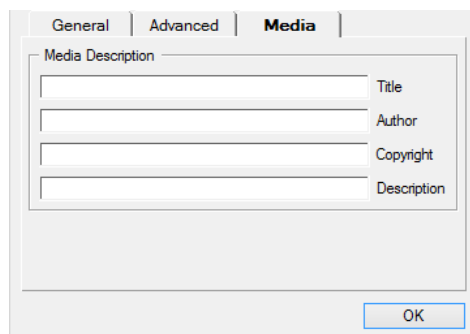 General Advanced Media
Media Description
Title
Author
Copyright
Description
OK